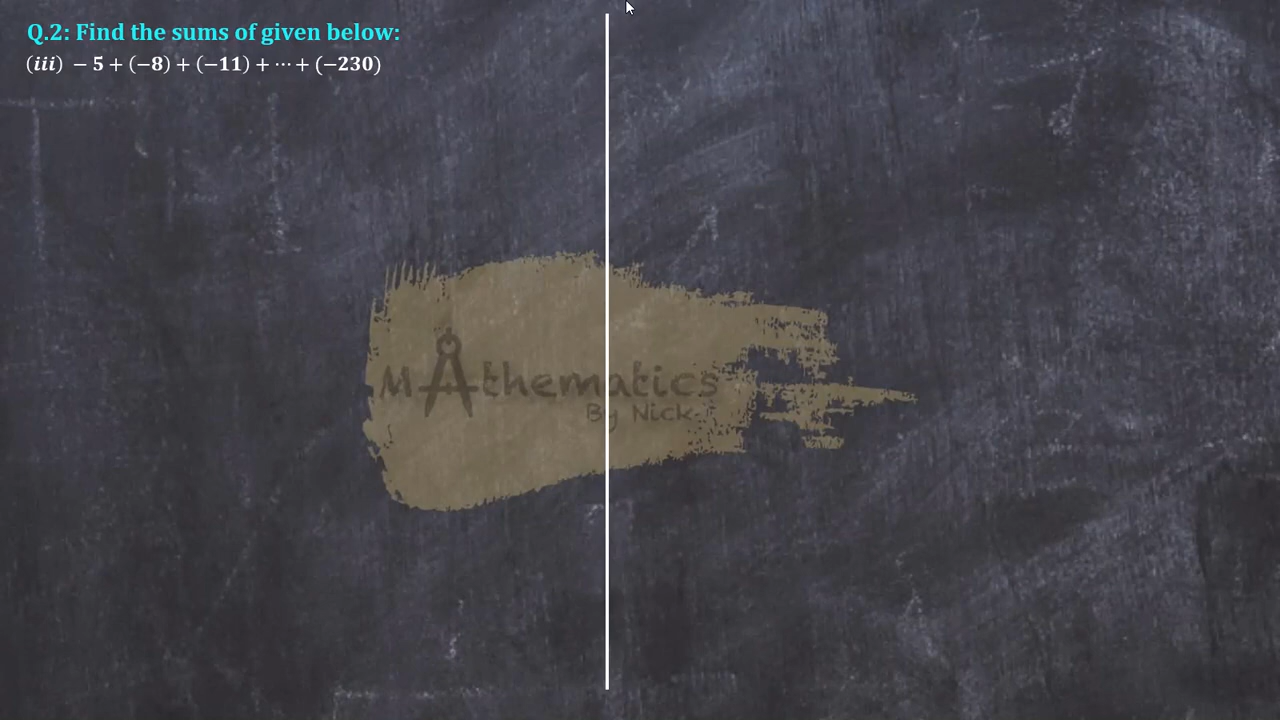 Q.2: Find the sums of given below:
(iii) − 5 + (−8) + (−11) + ⋯ + (−230)
MAthematics
By Nick